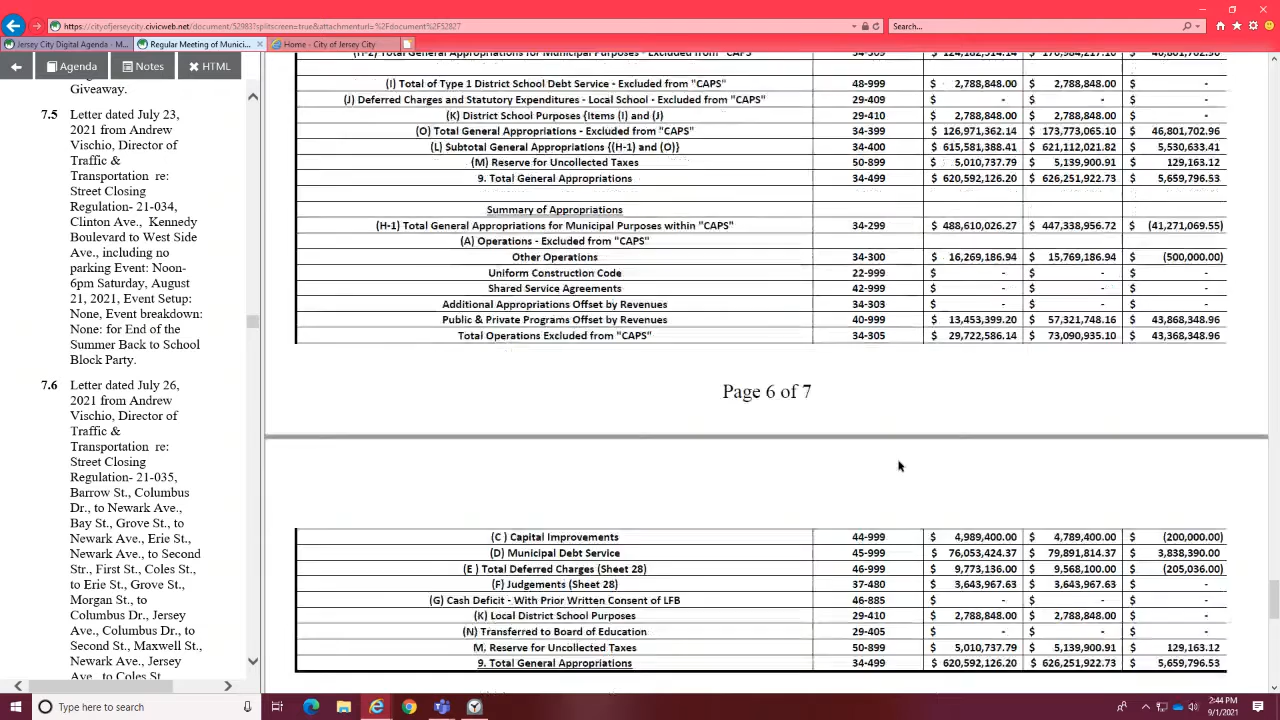 https://cityofjerseycity.civicweb.net/document/52983?splitscreen=true&attachmenturl=%2Fdocument%2F52827
Search...
Jersey City Digital Agenda - M...
Regular Meeting of Munici...
Home - City of Jersey City
Agenda
Notes
HTML
Giveaway.
7.5 Letter dated July 23,
2021 from Andrew
Vischio, Director of
Traffic &
Transportation re:
Street Closing
Regulation- 21-034,
Clinton Ave., Kennedy
Boulevard to West Side
Ave., including no
parking Event: Noon-
6pm Saturday, August
21, 2021, Event Setup:
None, Event breakdown:
None: for End of the
Summer Back to School
Block Party.
7.6 Letter dated July 26,
2021 from Andrew
Vischio, Director of
Traffic &
Transportation re:
Street Closing
Regulation- 21-035,
Barrow St., Columbus
Dr., to Newark Ave.,
Bay St., Grove St., to
Newark Ave., Erie St.,
Newark Ave., to Second
Str., First St., Coles St.,
to Erie St., Grove St.,
Morgan St., to
Columbus Dr., Jersey
Ave., Columbus Dr., to
Second St., Maxwell St.,
Newark Ave., Jersey
Ave., to Coles St.
Total General Appropriations for Municipal Purposes - Excluded from "CAPS"
(I) Total of Type 1 District School Debt Service - Excluded from "CAPS" 48-999 $ 2,788,848.00 $ 2,788,848.00 $ -
(J) Deferred Charges and Statutory Expenditures - Local School - Excluded from "CAPS" 29-409 $ - $ - $ -
(K) District School Purposes {Items (I) and (J) 29-410 $ 2,788,848.00 $ 2,788,848.00 $ -
(O) Total General Appropriations - Excluded from "CAPS" 34-399 $ 126,971,362.14 $ 173,773,065.10 $ 46,801,702.96
(L) Subtotal General Appropriations {(H-1) and (O)} 34-400 $ 615,581,388.41 $ 621,112,021.82 $ 5,530,633.41
(M) Reserve for Uncollected Taxes 50-899 $ 5,010,737.79 $ 5,139,900.91 $ 129,163.12
9. Total General Appropriations 34-499 $ 620,592,126.20 $ 626,251,922.73 $ 5,659,796.53
Summary of Appropriations
(H-1) Total General Appropriations for Municipal Purposes within "CAPS" 34-299 $ 488,610,026.27 $ 447,338,956.72 $ (41,271,069.55)
(A) Operations - Excluded from "CAPS"
Other Operations 34-300 $ 16,269,186.94 $ 15,769,186.94 $ (500,000.00)
Uniform Construction Code 22-999 $ - $ - $ -
Shared Service Agreements 42-999 $ - $ - $ -
Additional Appropriations Offset by Revenues 34-303 $ - $ - $ -
Public & Private Programs Offset by Revenues 40-999 $ 13,453,399.20 $ 57,321,748.16 $ 43,868,348.96
Total Operations Excluded from "CAPS" 34-305 $ 29,722,586.14 $ 73,090,935.10 $ 43,368,348.96
Page 6 of 7
(C ) Capital Improvements 44-999 $ 4,989,400.00 $ 4,789,400.00 $ (200,000.00)
(D) Municipal Debt Service 45-999 $ 76,053,424.37 $ 79,891,814.37 $ 3,838,390.00
(E ) Total Deferred Charges (Sheet 28) 46-999 $ 9,773,136.00 $ 9,568,100.00 $ (205,036.00)
(F) Judgements (Sheet 28) 37-480 $ 3,643,967.63 $ 3,643,967.63 $ -
(G) Cash Deficit - With Prior Written Consent of LFB 46-885 $ - $ - $ -
(K) Local District School Purposes 29-410 $ 2,788,848.00 $ 2,788,848.00 $ -
(N) Transferred to Board of Education 29-405 $ - $ - $ -
M. Reserve for Uncollected Taxes 50-899 $ 5,010,737.79 $ 5,139,900.91 $ 129,163.12
9. Total General Appropriations 34-499 $ 620,592,126.20 $ 626,251,922.73 $ 5,659,796.53
Type here to search
2:44 PM
9/1/2021